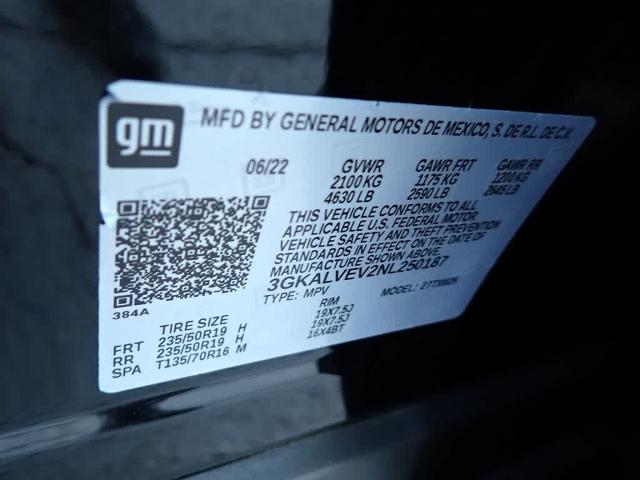 gm
MFD BY GENERAL MOTORS DE MEXICO, S. DE R.L. DE C.V.
06/22 GVWR GAWR FRT GAWR RR
2100 KG 1175 KG 1200 KG
4630 LB 2590 LB 2645 LB
THIS VEHICLE CONFORMS TO ALL
APPLICABLE U.S. FEDERAL MOTOR
VEHICLE SAFETY AND THEFT PREVENTION
STANDARDS IN EFFECT ON THE DATE OF
MANUFACTURE SHOWN ABOVE.
3GKALVEV2NL250187
TYPE: MPV MODEL:
384A
TIRE SIZE RIM
FRT 235/50R19 H 19X7.5J
RR 235/50R19 H 19X7.5J
SPA T135/70R16 M 16X4BT